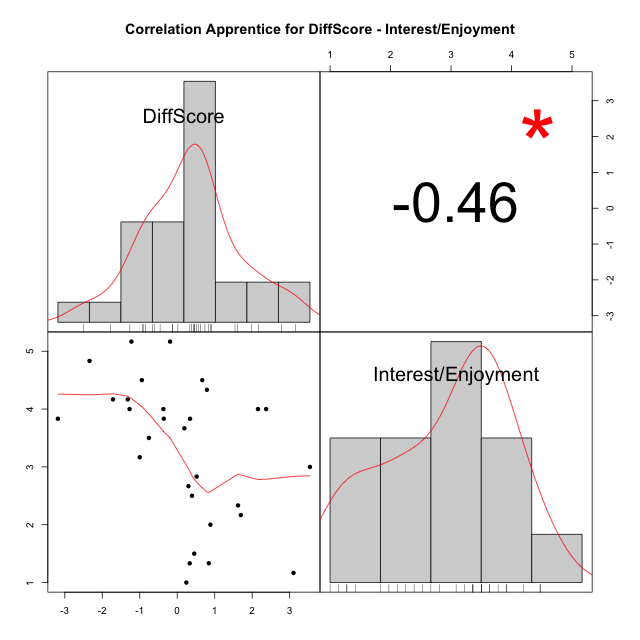 Correlation Apprentice for DiffScore - Interest/Enjoyment
1 2 3 4 5
DiffScore
*
-0.46
3
2
1
0
-1
-2
-3
Interest/Enjoyment
5
4
3
2
1
-3 -2 -1 0 1 2 3